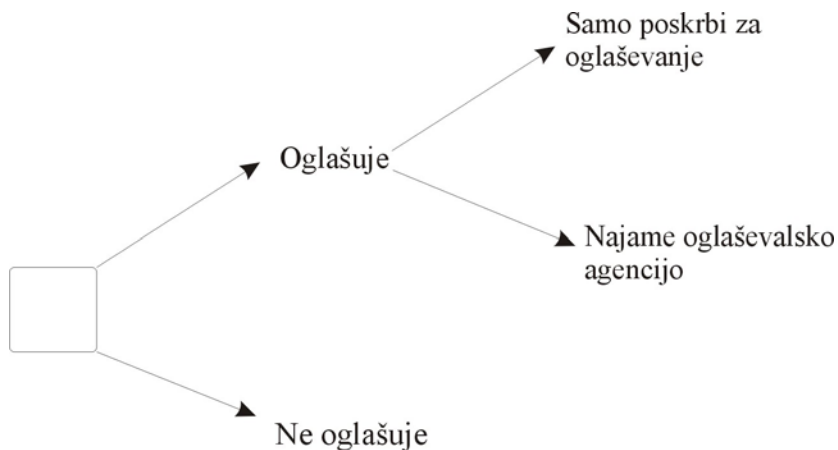 Samo poskrbi za
oglaševanje
Oglašuje
Najame oglaševalsko
agencijo
Ne oglašuje